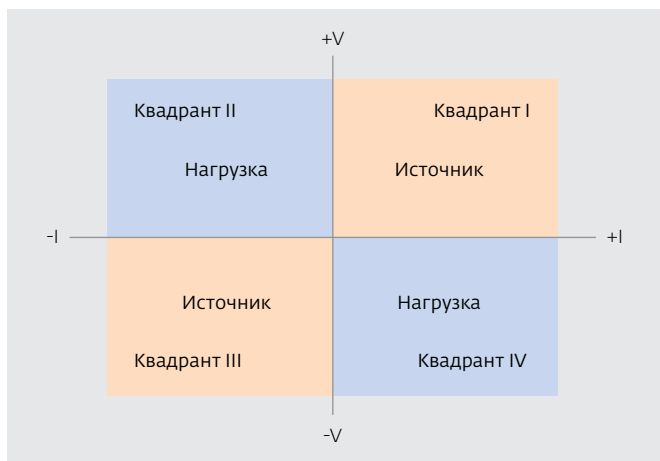 +V
Квадрант II
Квадрант I
Нагрузка
Источник
-I
+I
Источник
Нагрузка
Квадрант III
Квадрант IV
-V